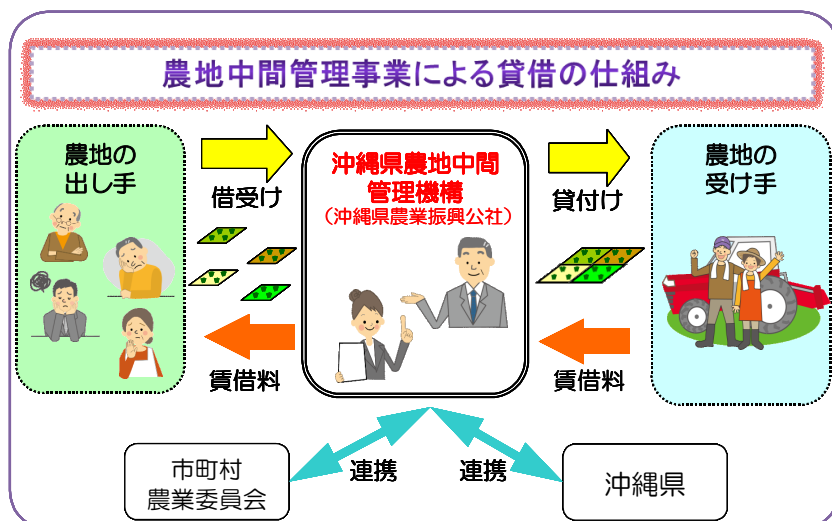 農地中間管理事業による貸借の仕組み
農地の
出し手
借受け
賃借料
沖縄県農地中間
管理機構
（沖縄県農業振興公社）
貸付け
賃借料
農地の
受け手
市町村
農業委員会
連携
連携
沖縄県